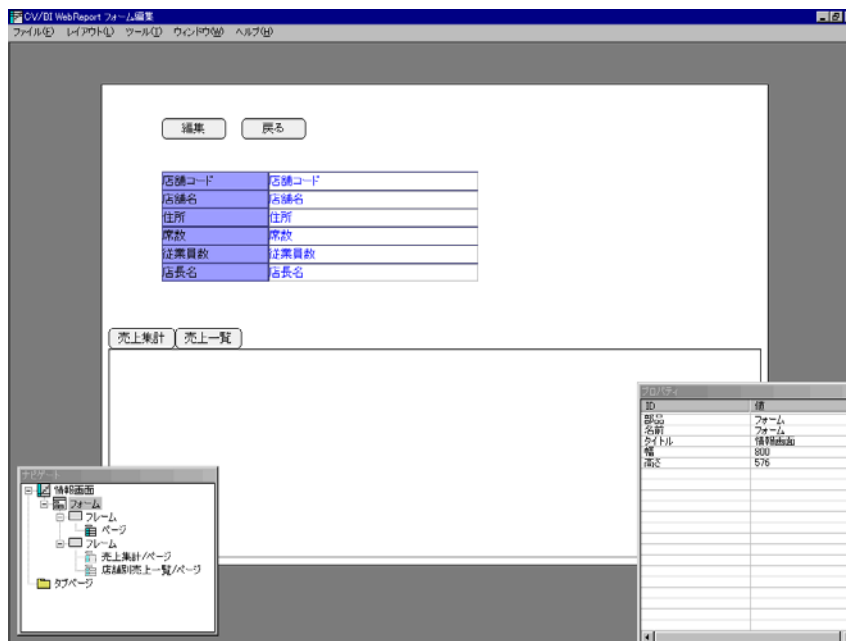 CV/BI WebReport フォーム編集
ファイル(F) レイアウト(L) ツール(T) ウィンドウ(W) ヘルプ(H)
編集 戻る
店舗コード 店舗コード
店舗名 店舗名
住所 住所
席数 席数
従業員数 従業員数
店長名 店長名
売上集計 売上一覧
プロパティ
ID 値
部品 フォーム
名前 フォーム
タイトル 情報画面
幅 800
高さ 576
ナビゲート
情報画面
フォーム
フレーム
ページ
フレーム
売上集計/ページ
店舗別売上一覧/ページ
タブページ